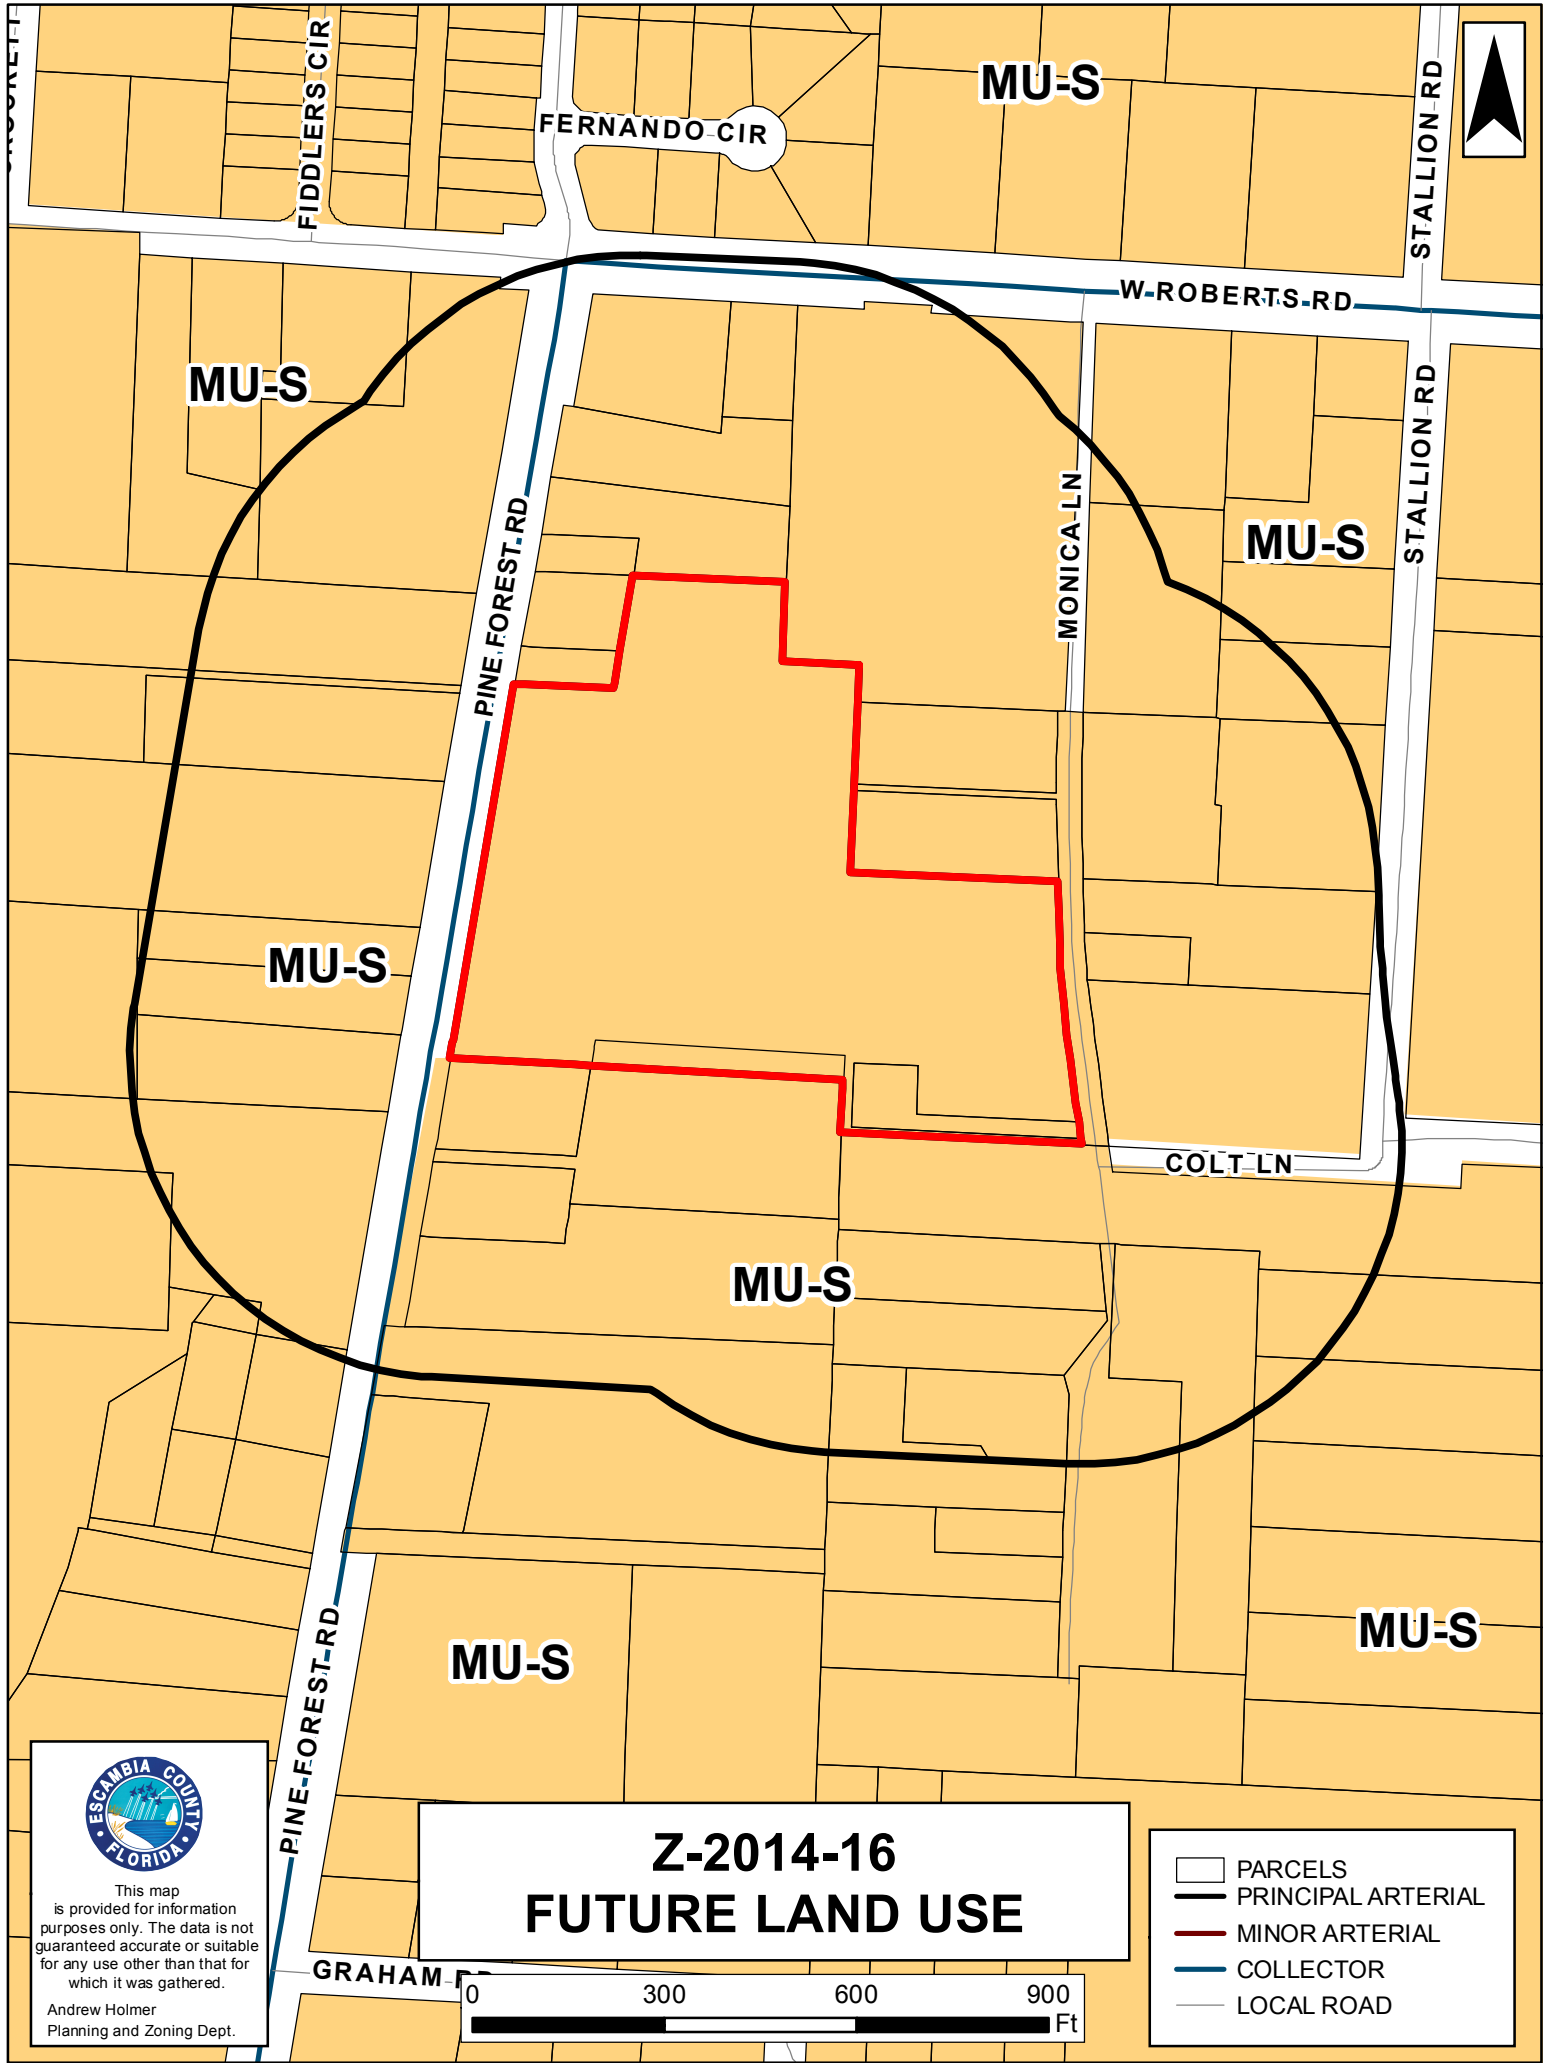 FIDDLERS CIR
FERNANDO CIR
MU-S
STALLION RD
W ROBERTS RD
MU-S
PINE FOREST RD
MONICA LN
STALLION RD
MU-S
MU-S
COLT LN
MU-S
PINE FOREST RD
MU-S
MU-S
ESCAMBIA COUNTY
FLORIDA
This map
is provided for information
purposes only. The data is not
guaranteed accurate or suitable
for any use other than that for
which it was gathered.
Andrew Holmer
Planning and Zoning Dept.
Z-2014-16
FUTURE LAND USE
GRAHAM
0 300 600 900
Ft
PARCELS
PRINCIPAL ARTERIAL
MINOR ARTERIAL
COLLECTOR
LOCAL ROAD